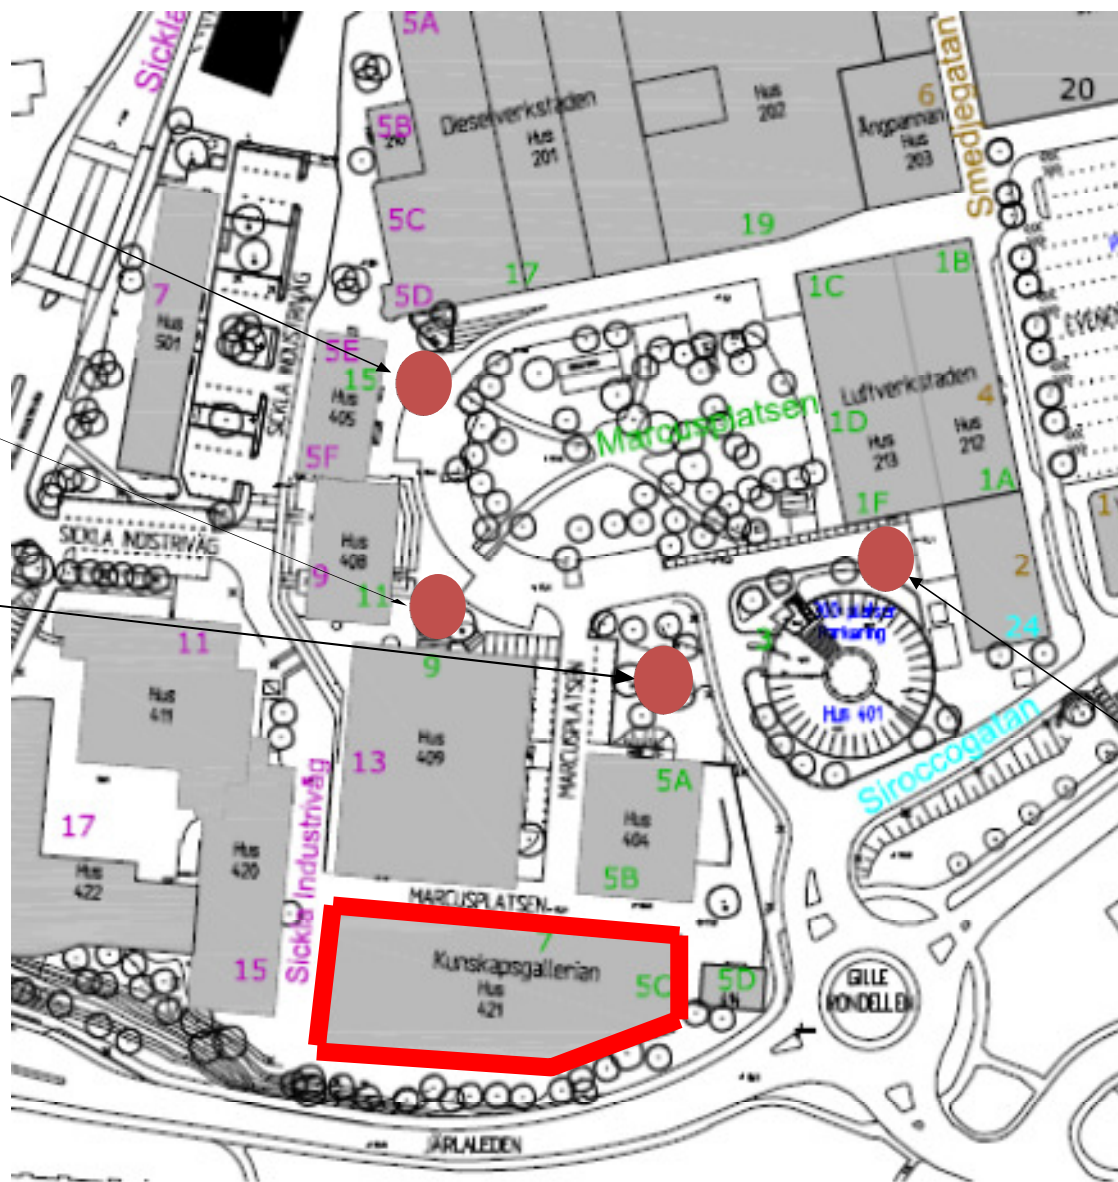 Sickla
5A
Smedjegatan
20
6
Ångpannan
Hus
203
Hus
202
Dieselverkstaden
Hus
201
5B
5C
19
17
5D
1C
1B
7
Hus
501
SICKLA INDUSTRIVÄG
5E
15
Hus
405
5F
Marcusplatsen
Luftverkstaden
4
1D
Hus
213
Hus
212
1A
1F
1
SICKLA INDISTRIVÄG
Hus
408
9
11
2
24
3
Hus 401
11
Hus
411
9
13
Hus
409
MARCUSPLATSEN
5A
Hus
404
5B
Siroccogatan
17
Hus
422
Hus
420
15
Sickla Industriväg
MARCUSPLATSEN
7
Kunskapsgallerian
Hus
421
5C
5D
GILLE
RONDELLEN
JÄRLALEDEN